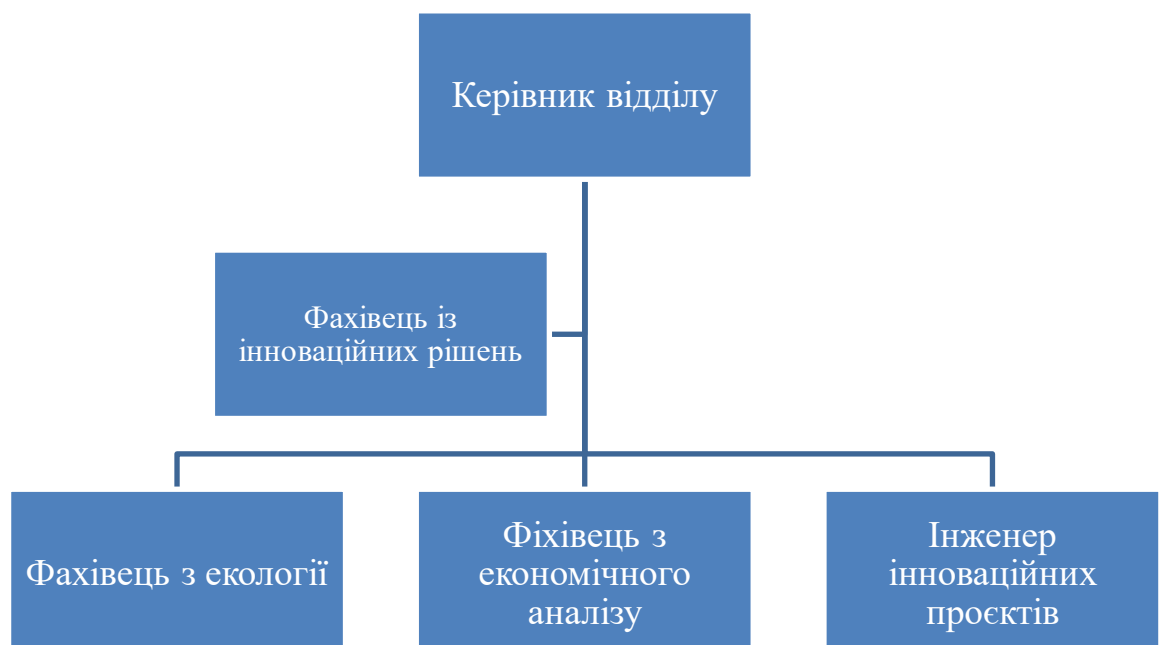 Керівник відділу
Фахівець із
інноваційних рішень
Фахівець з екології
Фіхівець з
економічного
аналізу
Інженер
інноваційних
проєктів